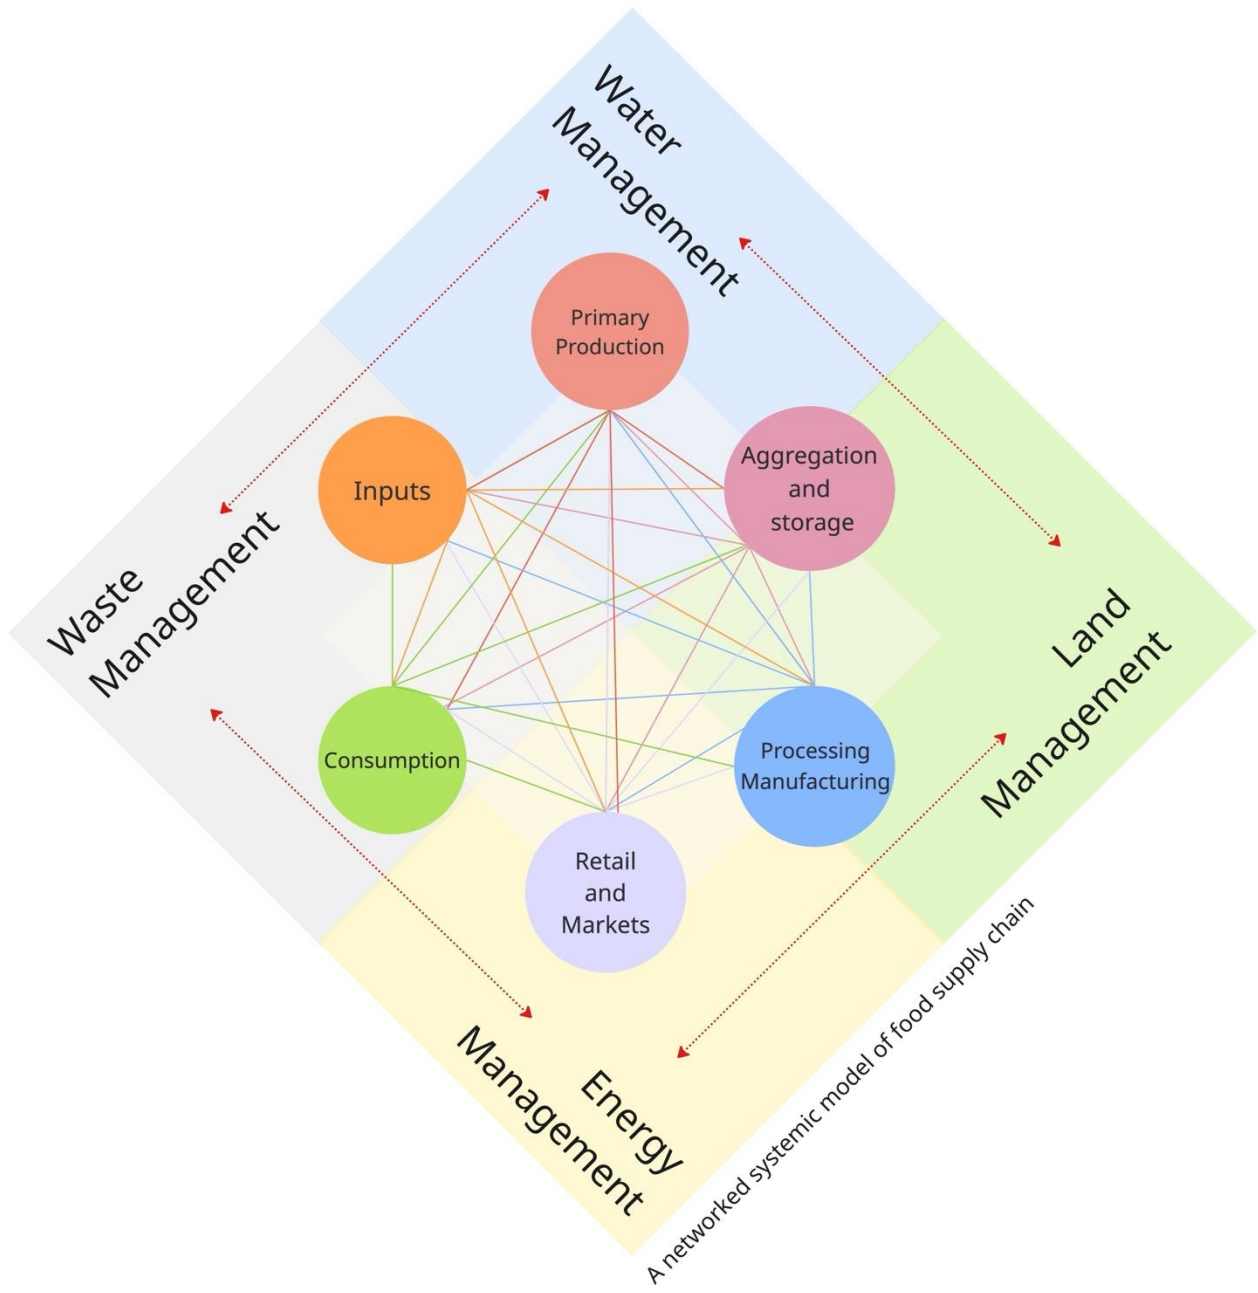 Water
Management
Primary
Production
Aggregation
and
storage
Inputs
Waste
Management
Land
Management
Consumption
Processing
Manufacturing
Retail
and
Markets
Energy
Management
A networked systemic model of food supply chain